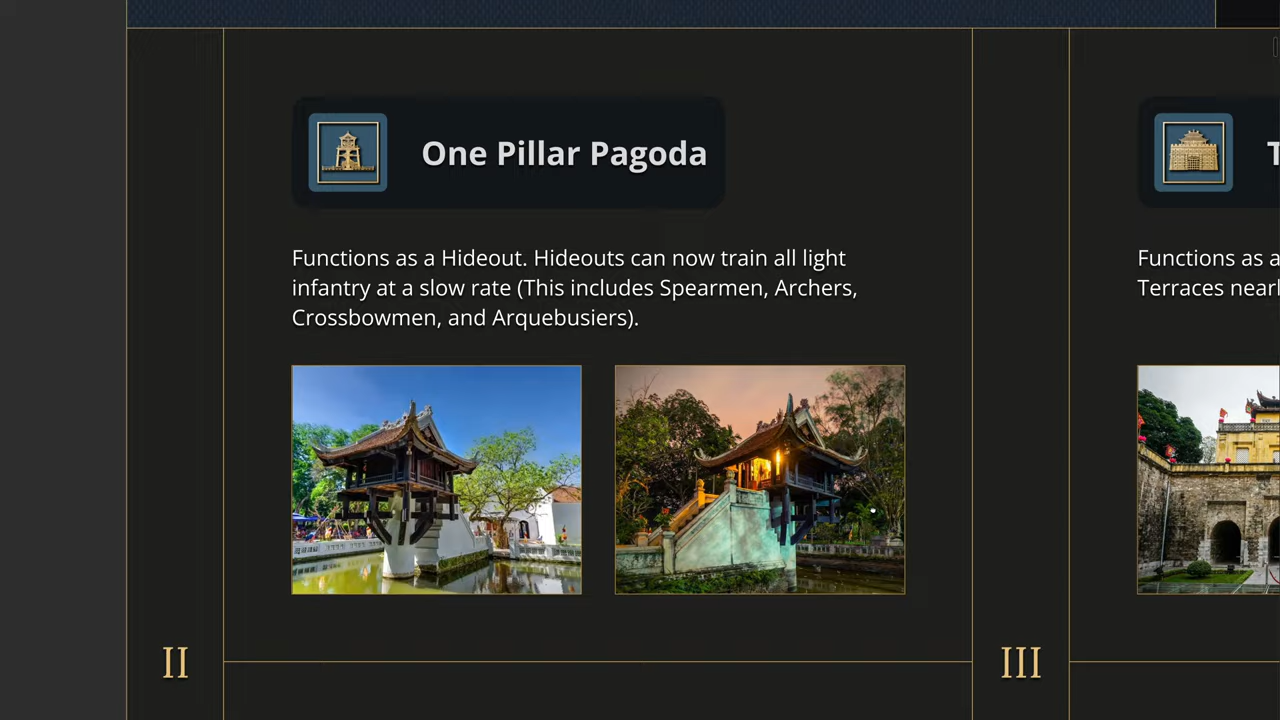 One Pillar Pagoda
Functions as a Hideout. Hideouts can now train all light
infantry at a slow rate (This includes Spearmen, Archers,
Crossbowmen, and Arquebusiers).
II
Functions as a
Terraces
III